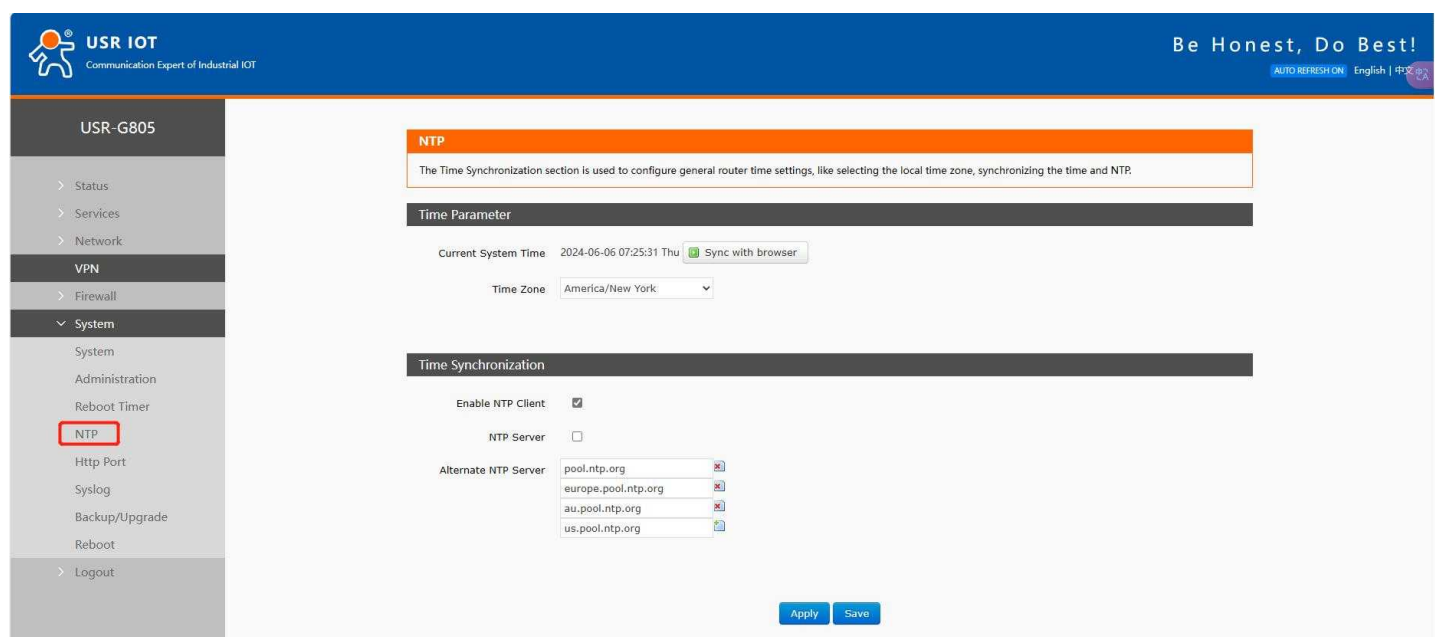 USR IOT
Communication Expert of Industrial IOT
Be Honest, Do Best!
AUTO REFRESH ON English | 中文
USR-G805
Status
Services
Network
VPN
Firewall
System
System
Administration
Reboot Timer
NTP
Http Port
Syslog
Backup/Upgrade
Reboot
Logout
NTP
The Time Synchronization section is used to configure general router time settings, like selecting the local time zone, synchronizing the time and NTP.
Time Parameter
Current System Time 2024-06-06 07:25:31 Thu Sync with browser
Time Zone America/New York
Time Synchronization
Enable NTP Client
NTP Server
Alternate NTP Server pool.ntp.org
europe.pool.ntp.org
au.pool.ntp.org
us.pool.ntp.org
Apply Save